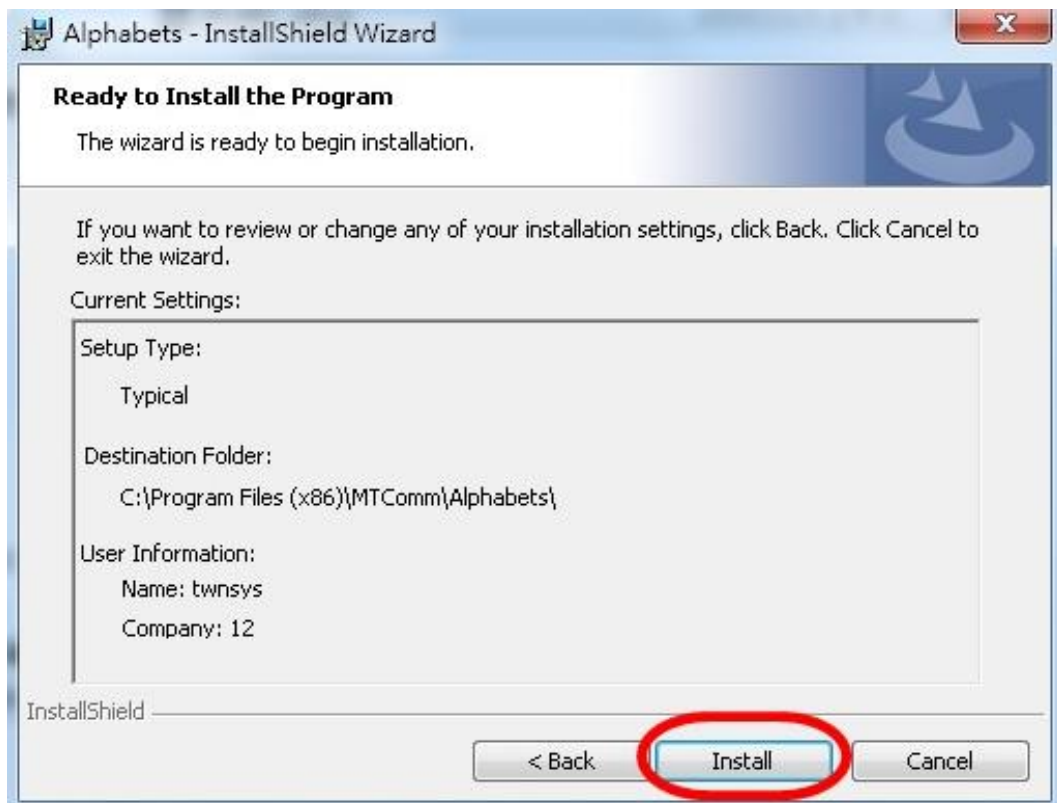 Alphabets - InstallShield Wizard
Ready to Install the Program
The wizard is ready to begin installation.
If you want to review or change any of your installation settings, click Back. Click Cancel to
exit the wizard.
Current Settings:
Setup Type:
Typical
Destination Folder:
C:\Program Files (x86)\MTComm\Alphabets\
User Information:
Name: twnsys
Company: 12
InstallShield
< Back
Install
Cancel